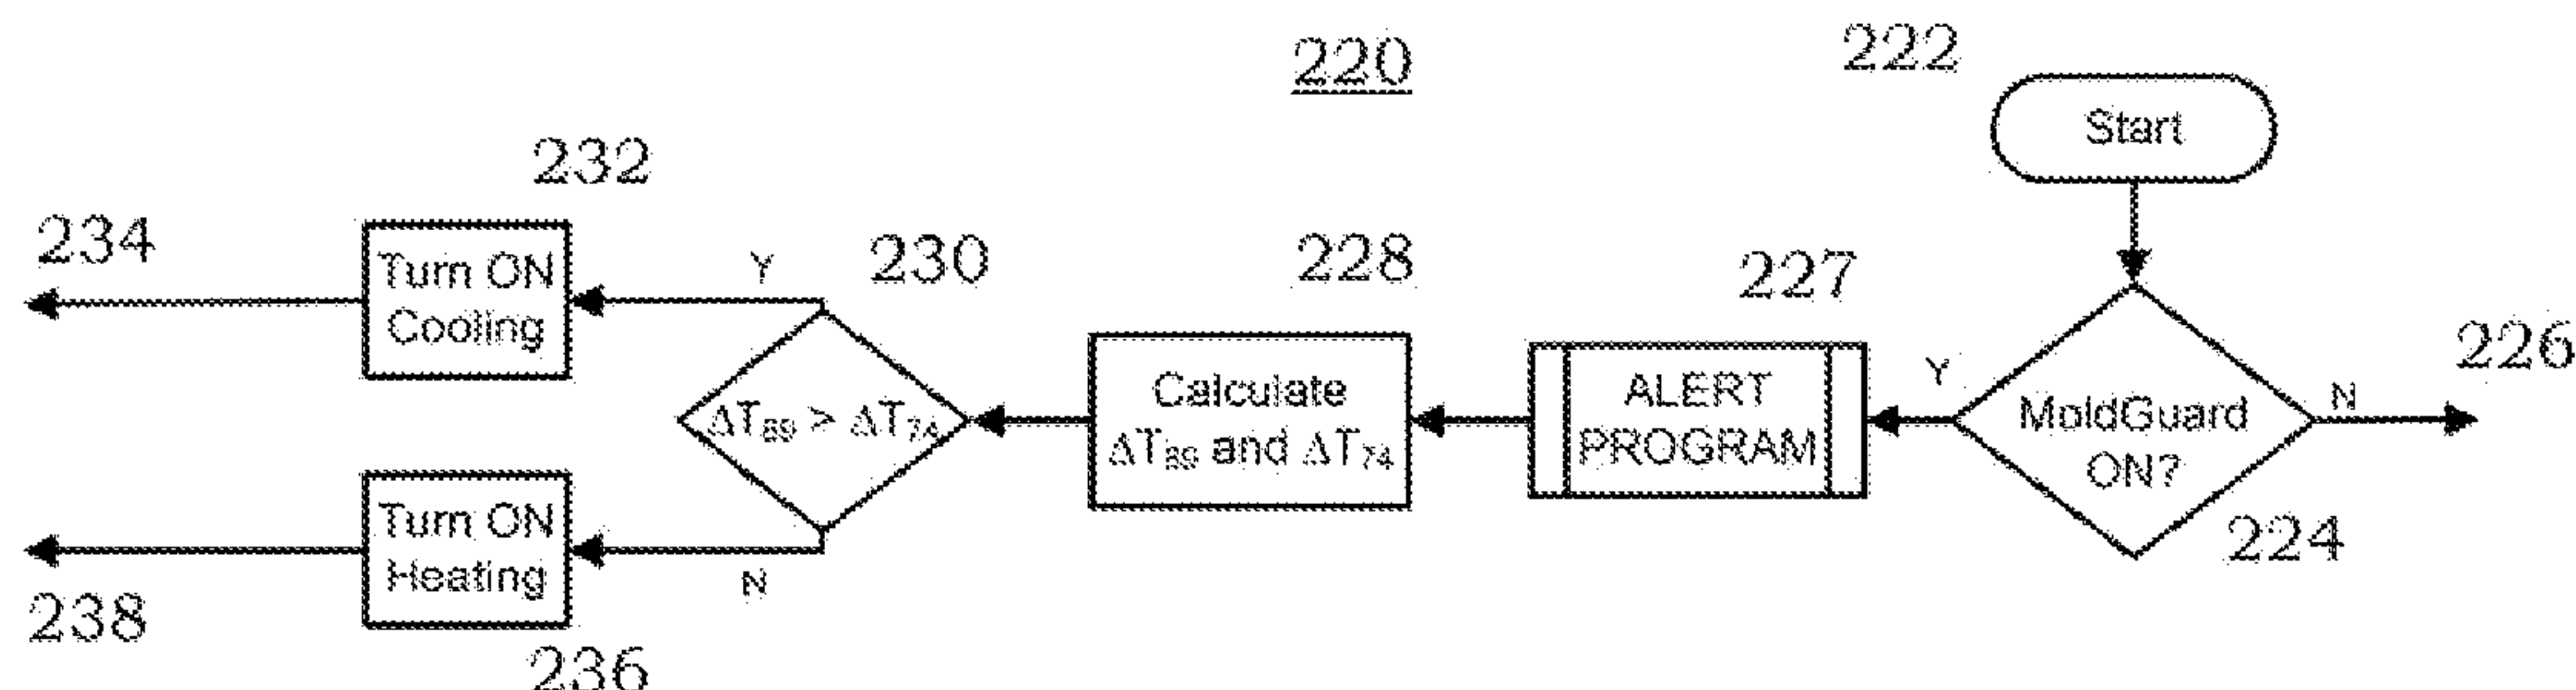 220
222
Start
232
234
Turn ON
Cooling
Y
230
228
227
226
Calculate
ΔT₈₉ and ΔT₇₄
ALERT
PROGRAM
Y
MoldGuard
ON?
N
224
ΔT₈₉ > ΔT₇₄
Turn ON
Heating
N
238
236